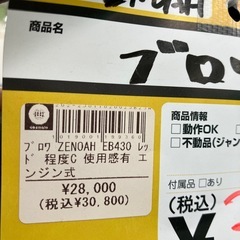 商品名
ブロ
ﾌﾞﾛﾜ ZENOAH EB430 ﾚｯ
ﾄﾞ 程度C 使用感有 エ
ンジン式
¥28,000
(税込¥30,800)
商品情報
□動作OK
□不動品(ジャン
付属品 □あり
(税込)
¥